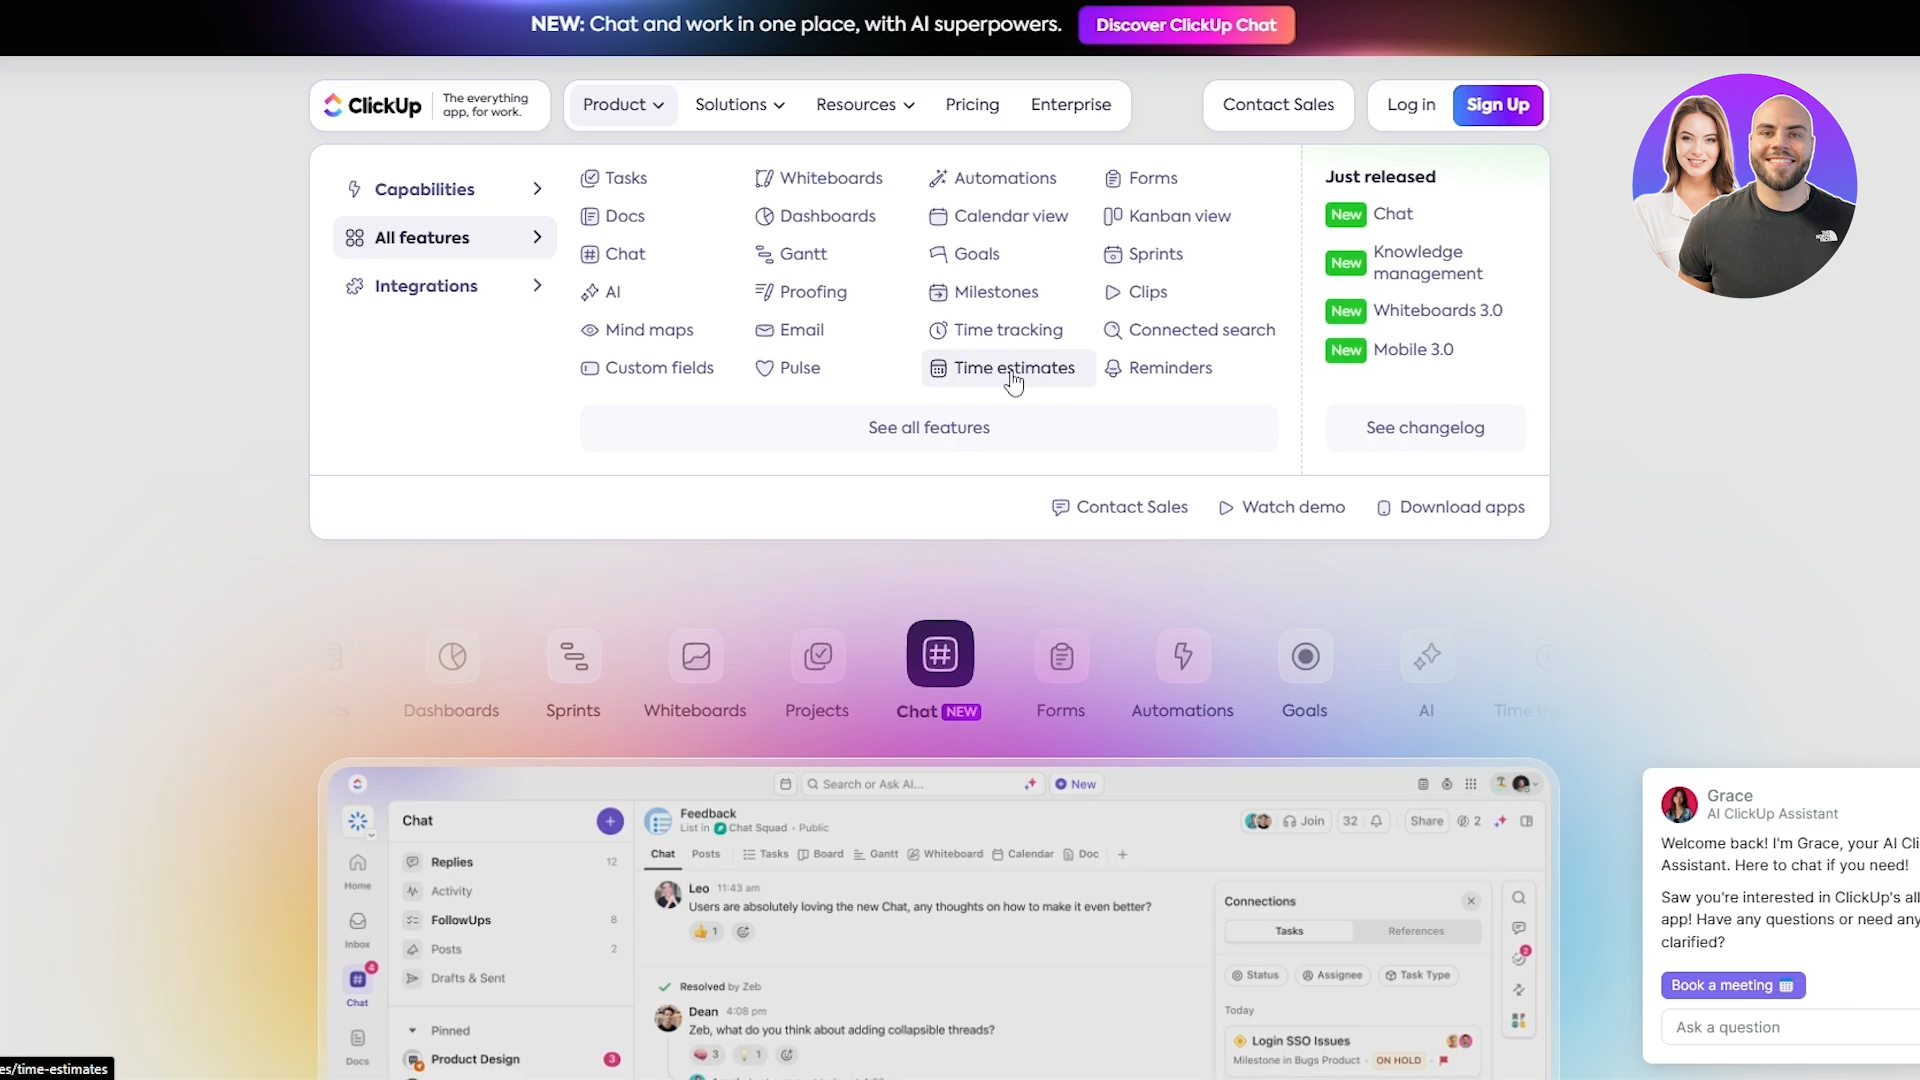 NEW: Chat and work in one place, with AI superpowers. Discover ClickUp Chat
ClickUp The everything app, for work.
Product Solutions Resources Pricing Enterprise Contact Sales Log in Sign Up
Capabilities
All features
Integrations
Tasks Whiteboards Automations Forms
Docs Dashboards Calendar view Kanban view
Chat Gantt Goals Sprints
AI Proofing Milestones Clips
Mind maps Email Time tracking Connected search
Custom fields Pulse Time estimates Reminders
See all features
Just released
New Chat
New Knowledge management
New Whiteboards 3.0
New Mobile 3.0
See changelog
Contact Sales Watch demo Download apps
Dashboards Sprints Whiteboards Projects Chat NEW Forms Automations Goals AI Time
Search or Ask AI... New
Chat
Home
Inbox
4
Chat
Docs
Replies 12
Activity
FollowUps 8
Posts 2
Drafts & Sent
Pinned
Product Design 3
Feedback
List in Chat Squad • Public
Join 32 Share 2
Chat Posts Tasks Board Gantt Whiteboard Calendar Doc
Leo 11:43 am
Users are absolutely loving the new Chat, any thoughts on how to make it even better?
1
Resolved by Zeb
Dean 4:08 pm
Zeb, what do you think about adding collapsible threads?
3 1
Connections
Tasks References
Status Assignee Task Type
Today
Login SSO Issues
Milestone in Bugs Product • ON HOLD
2
Grace
AI ClickUp Assistant
Welcome back! I'm Grace, your AI Cli
Assistant. Here to chat if you need!
Saw you're interested in ClickUp's all
app! Have any questions or need any
clarified?
Book a meeting
Ask a question
es/time-estimates